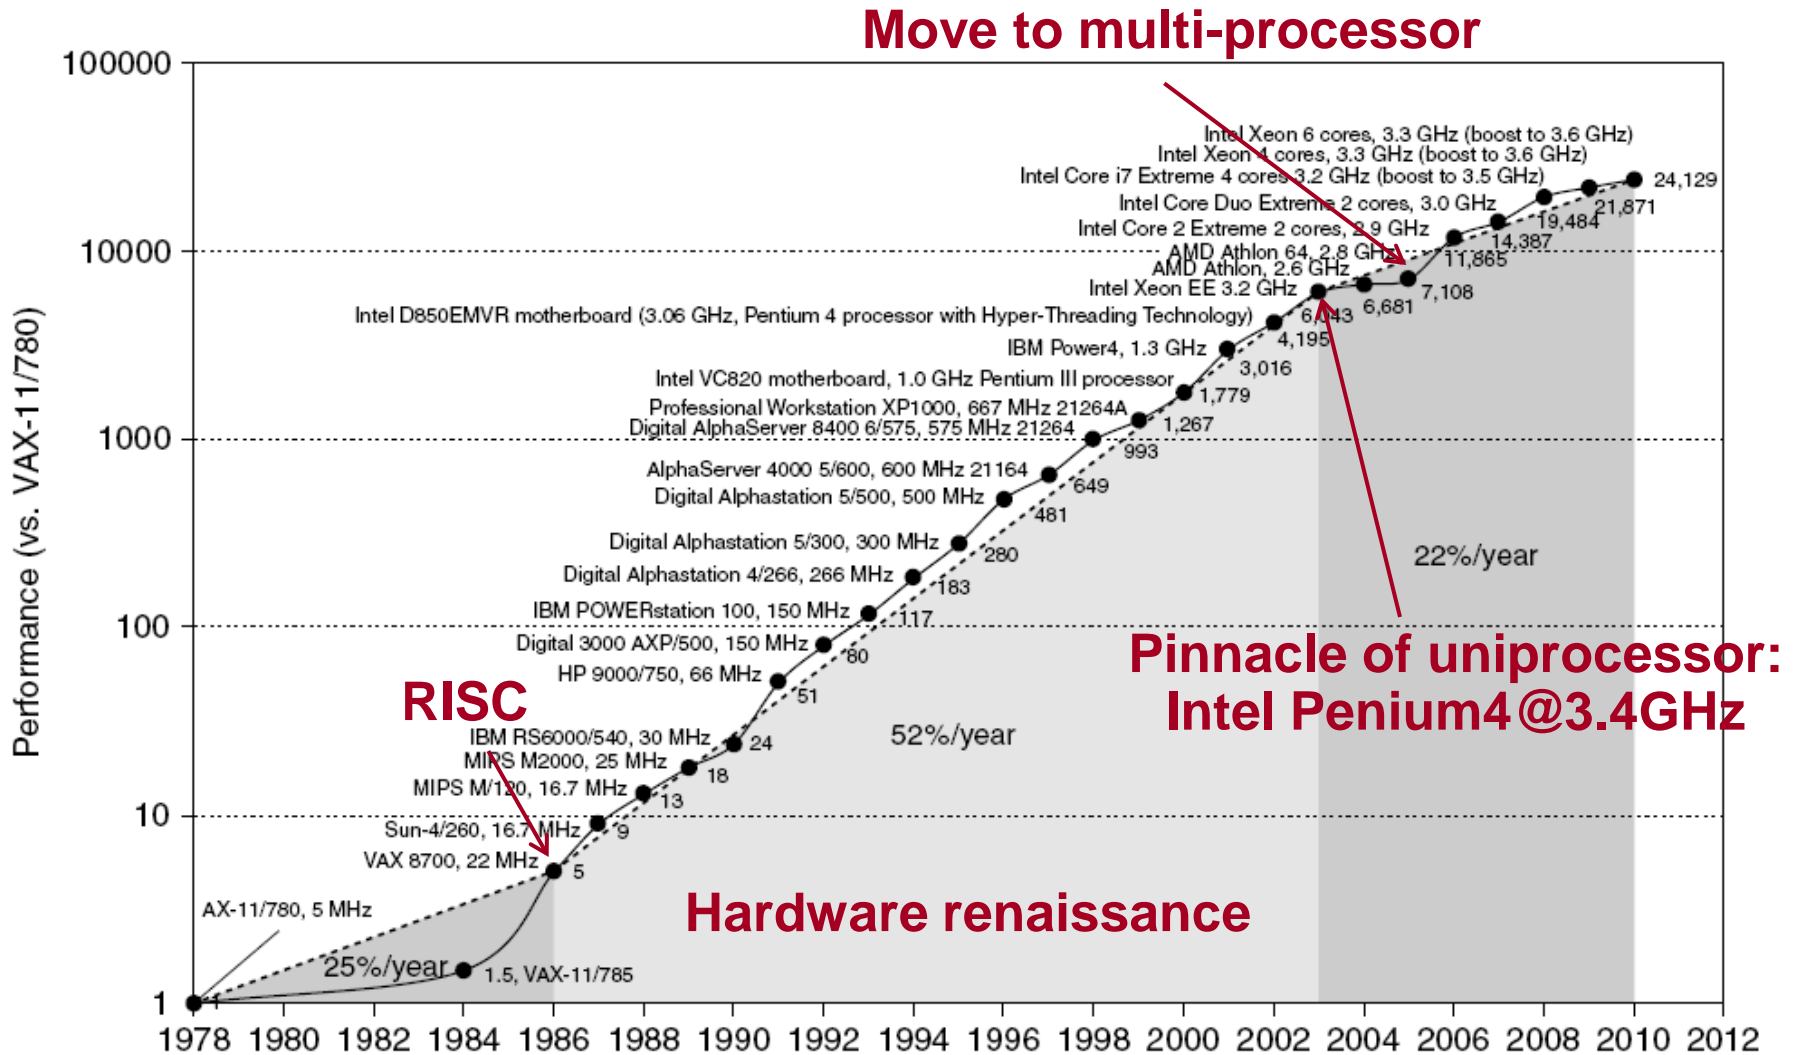 Move to multi-processor
100000
Intel Xeon 6 cores, 3.3 GHz (boost to 3.6 GHz)
Intel Xeon 4 cores, 3.3 GHz (boost to 3.6 GHz)
Intel Core i7 Extreme 4 cores 3.2 GHz (boost to 3.5 GHz)
24,129
Intel Core Duo Extreme 2 cores, 3.0 GHz
21,871
19,484
Intel Core 2 Extreme 2 cores, 2.9 GHz
14,387
10000
AMD Athlon 64, 2.8 GHz
11,865
AMD Athlon, 2.6 GHz
Intel Xeon EE 3.2 GHz
7,108
6,681
Intel D850EMVR motherboard (3.06 GHz, Pentium 4 processor with Hyper-Threading Technology)
6,043
4,195
IBM Power4, 1.3 GHz
3,016
Intel VC820 motherboard, 1.0 GHz Pentium III processor
1,779
Professional Workstation XP1000, 667 MHz 21264A
1,267
Digital AlphaServer 8400 6/575, 575 MHz 21264
1000
993
AlphaServer 4000 5/600, 600 MHz 21164
649
Digital Alphastation 5/500, 500 MHz
481
Digital Alphastation 5/300, 300 MHz
280
22%/year
Digital Alphastation 4/266, 266 MHz
183
IBM POWERstation 100, 150 MHz
117
100
Digital 3000 AXP/500, 150 MHz
80
Pinnacle of uniprocessor:
Intel Penium4@3.4GHz
HP 9000/750, 66 MHz
51
RISC
IBM RS6000/540, 30 MHz
24
52%/year
MIPS M2000, 25 MHz
18
MIPS M/120, 16.7 MHz
13
10
Sun-4/260, 16.7 MHz
9
VAX 8700, 22 MHz
5
AX-11/780, 5 MHz
Hardware renaissance
25%/year
1.5, VAX-11/785
1
1978 1980 1982 1984 1986 1988 1990 1992 1994 1996 1998 2000 2002 2004 2006 2008 2010 2012
Performance (vs. VAX-11/780)